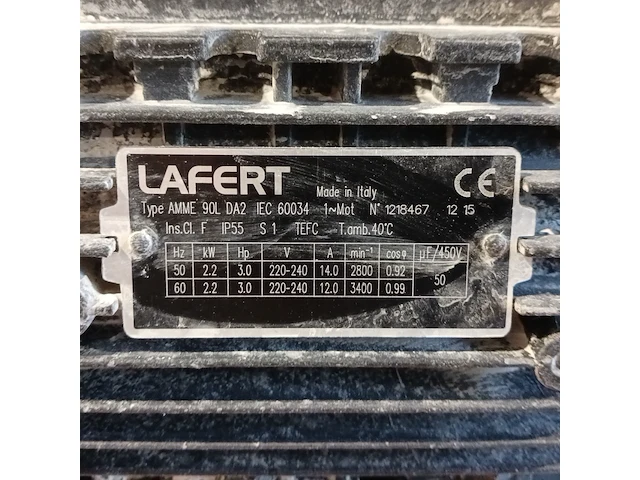 LAFERT Made in Italy CE
Type AMME 90L DA2 IEC 60034 1~Mot N° 1218467 12 15
Ins.Cl. F IP55 S 1 TEFC T.amb.40°C
Hz kW Hp V A min⁻¹ cosφ µF/450V
50 2.2 3.0 220-240 14.0 2800 0.92 50
60 2.2 3.0 220-240 12.0 3400 0.99